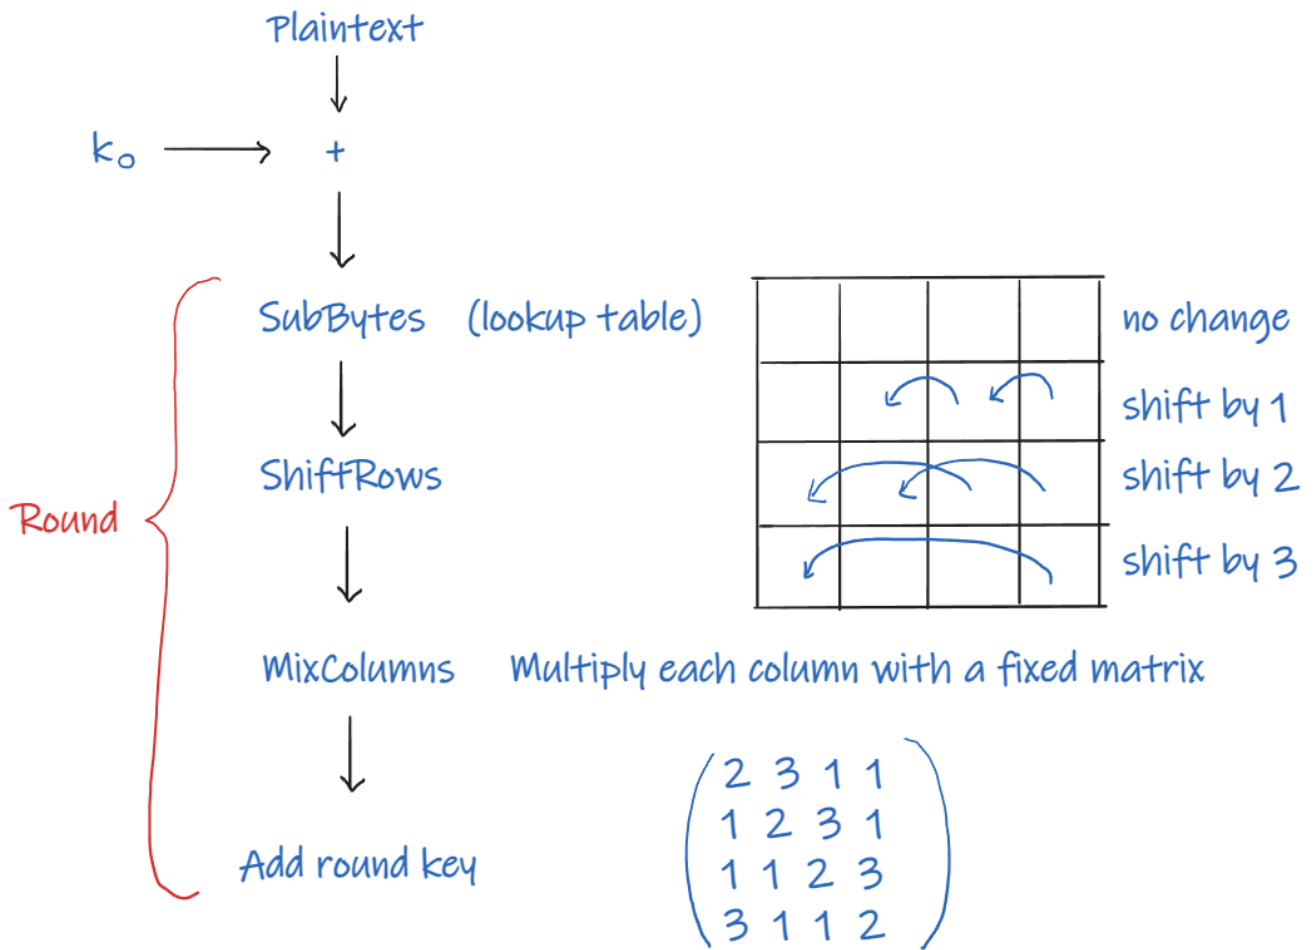 Plaintext
k₀
+
SubBytes (lookup table)
no change
shift by 1
ShiftRows
shift by 2
Round
shift by 3
MixColumns Multiply each column with a fixed matrix
2 3 1 1
1 2 3 1
1 1 2 3
3 1 1 2
Add round key